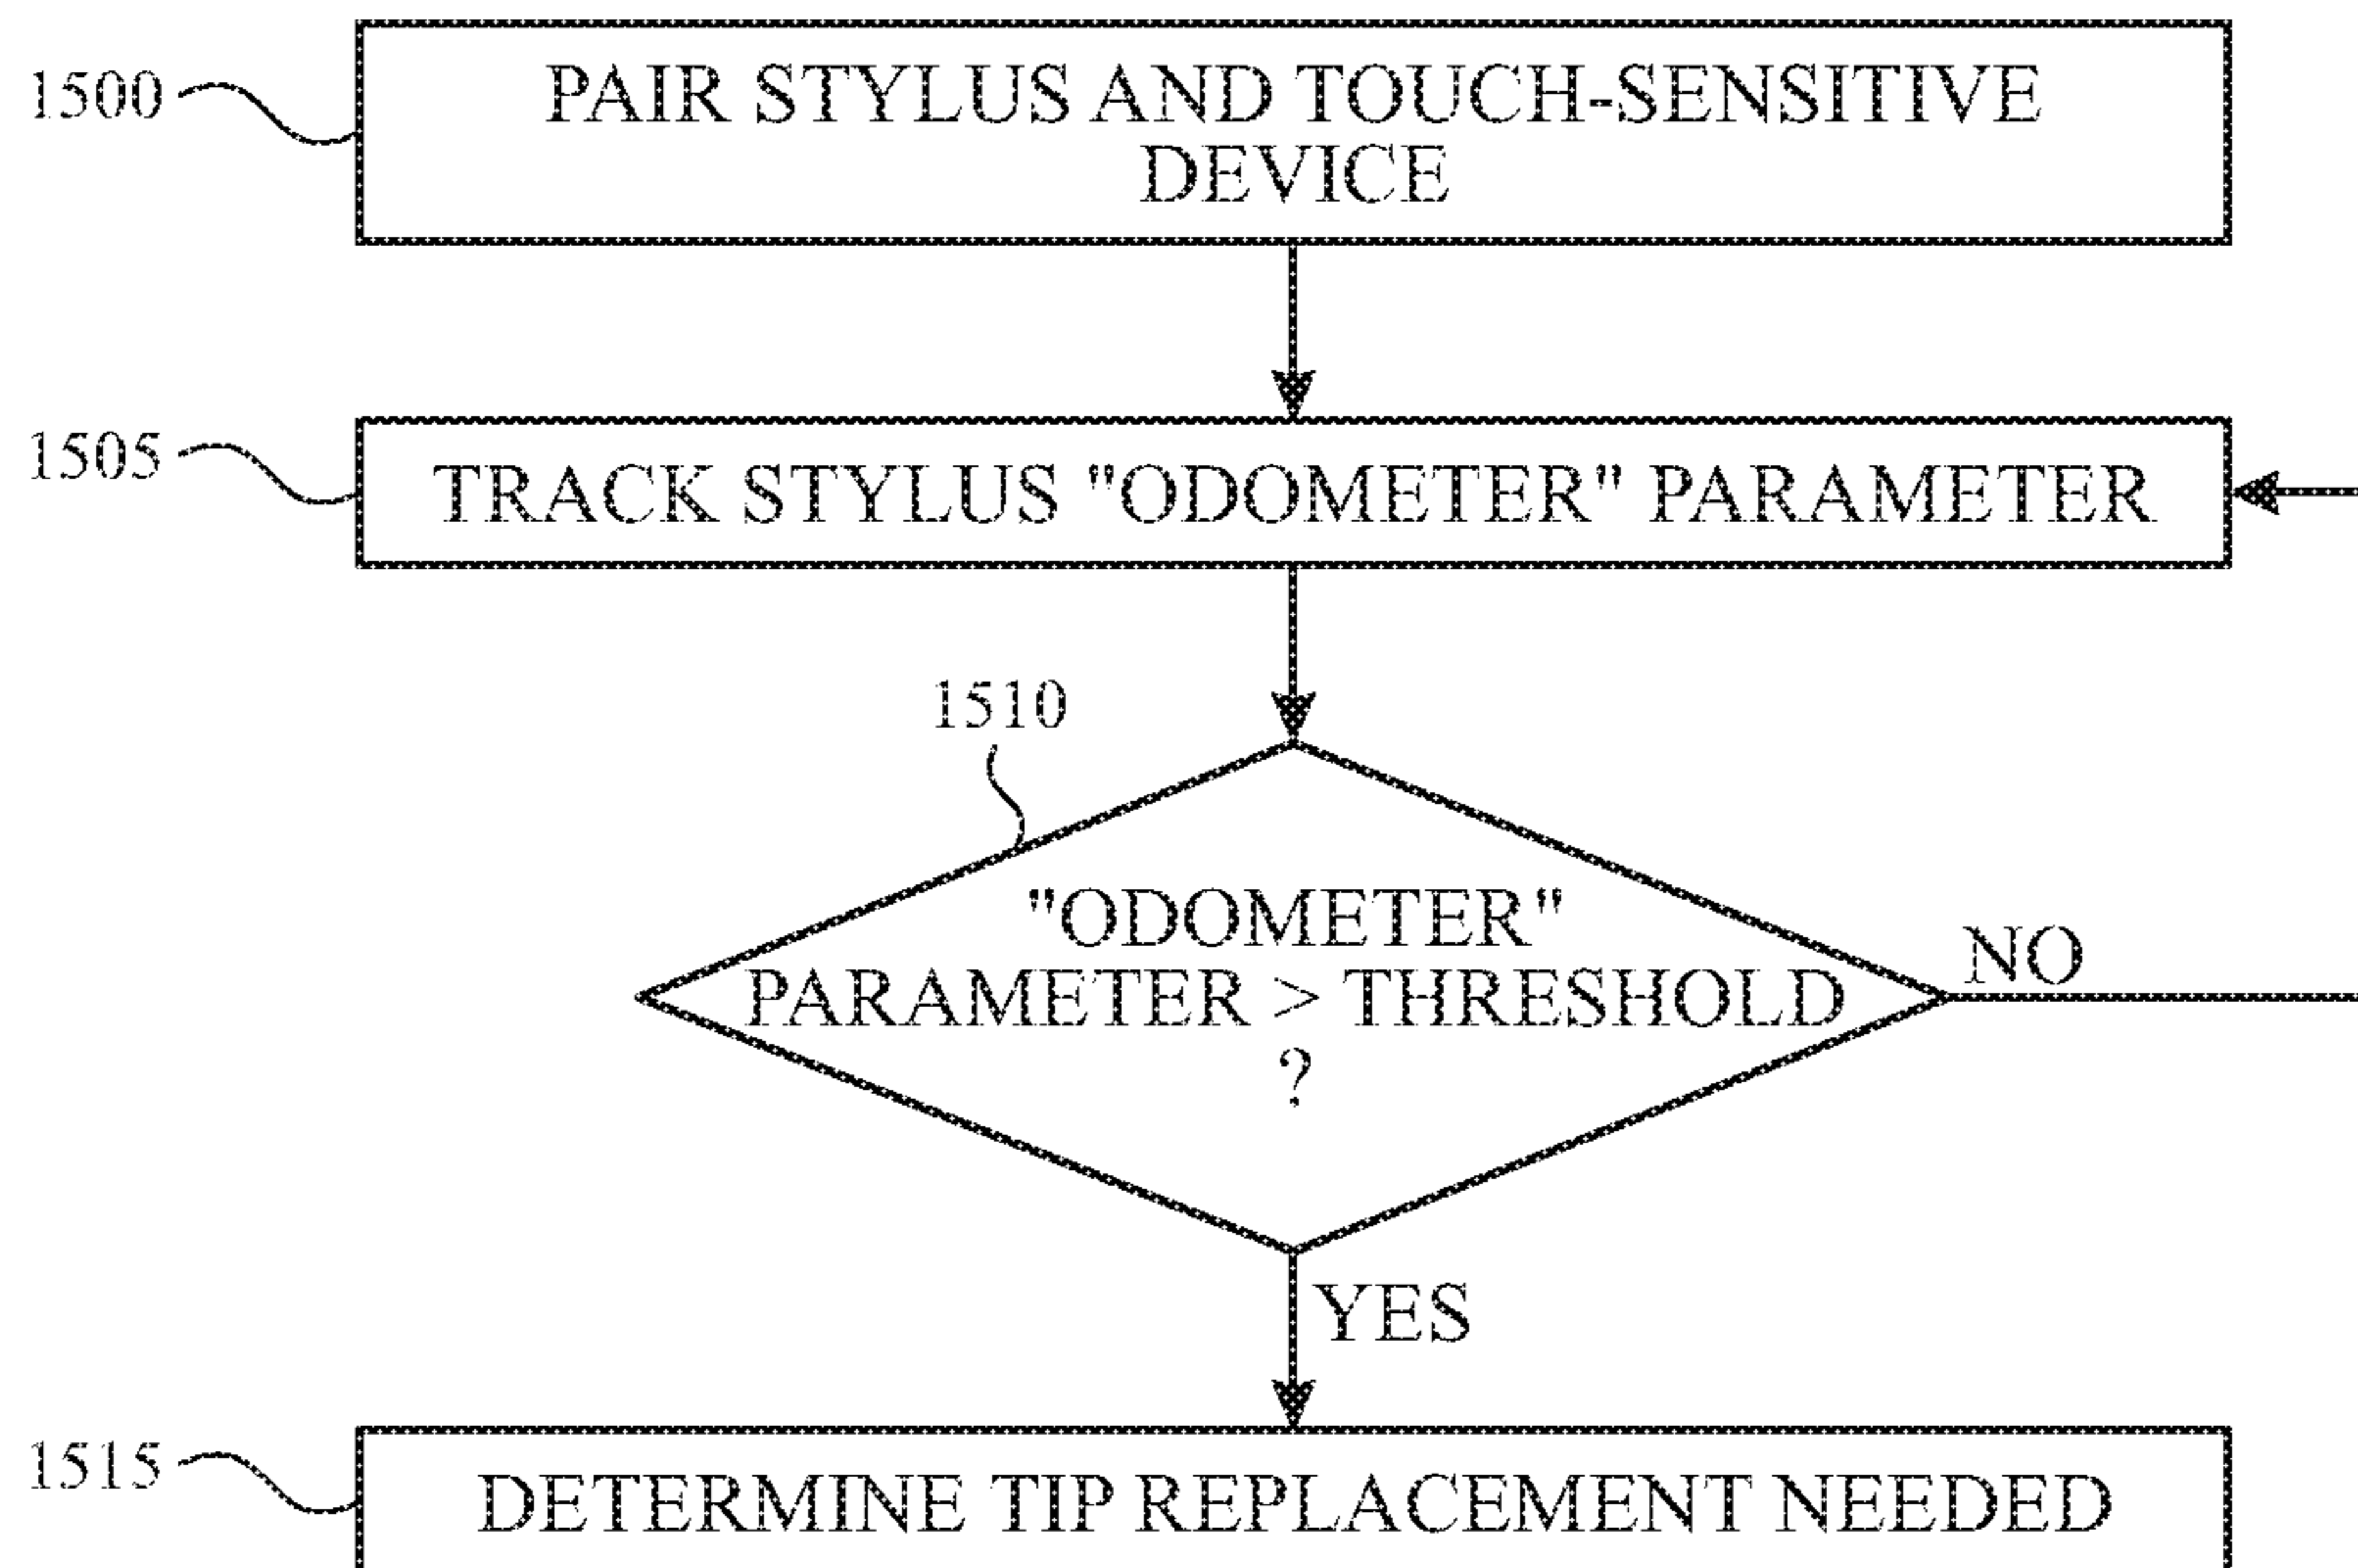 1500
PAIR STYLUS AND TOUCH-SENSITIVE
DEVICE
1505
TRACK STYLUS "ODOMETER" PARAMETER
1510
"ODOMETER"
PARAMETER > THRESHOLD
?
NO
YES
1515
DETERMINE TIP REPLACEMENT NEEDED